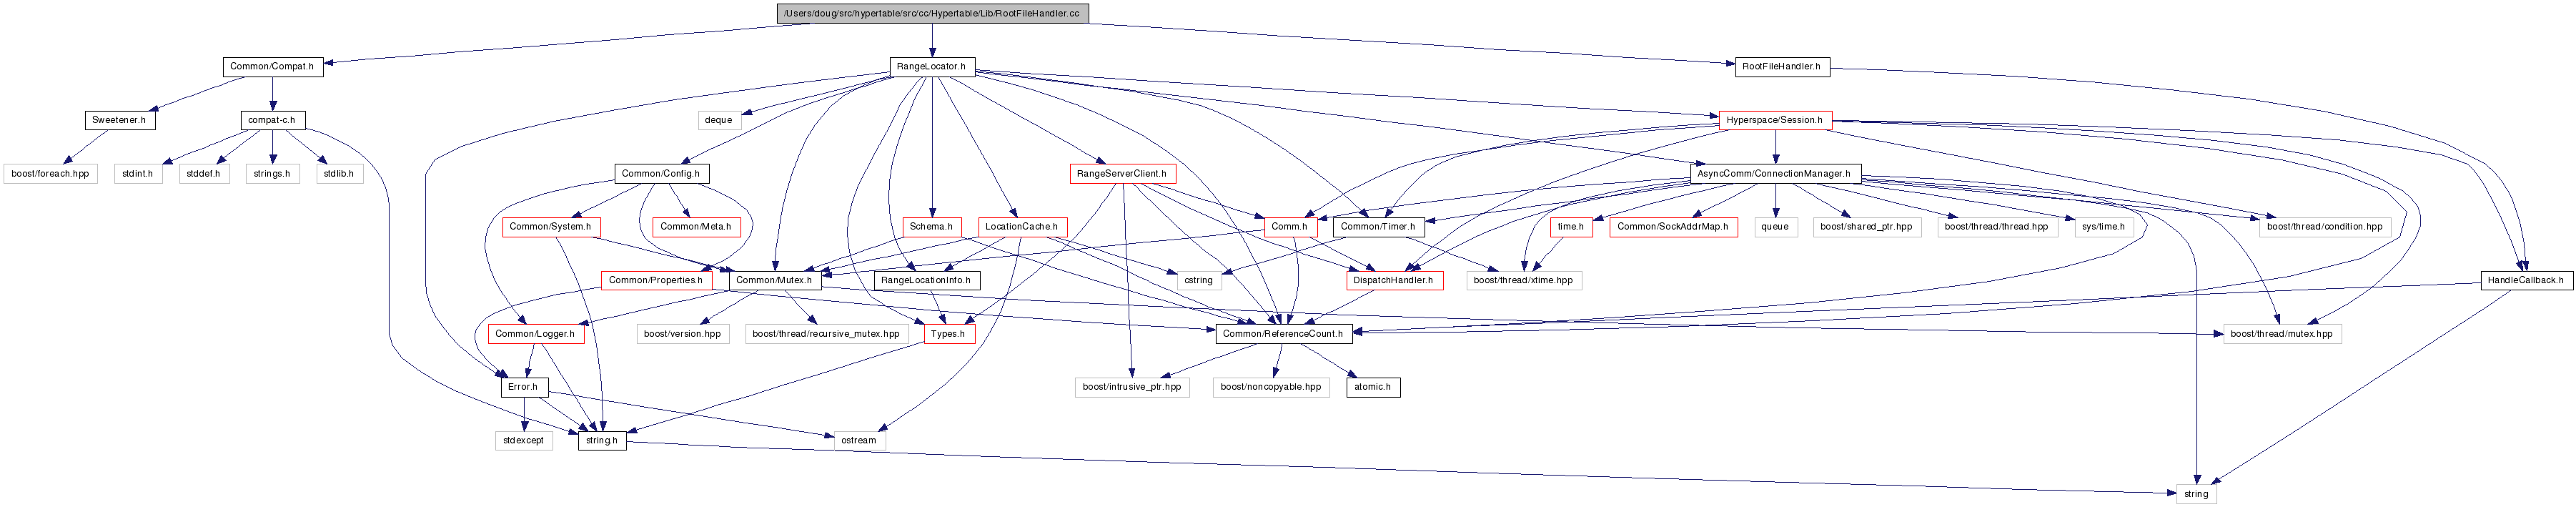 /Users/doug/src/hypertable/src/cc/Hypertable/Lib/RootFileHandler.cc
Common/Compat.h
RangeLocator.h
RootFileHandler.h
Sweetener.h
compat-c.h
deque
Hyperspace/Session.h
boost/foreach.hpp
stdint.h
stddef.h
strings.h
stdlib.h
Common/Config.h
RangeServerClient.h
AsyncComm/ConnectionManager.h
Common/System.h
Common/Meta.h
Schema.h
LocationCache.h
Comm.h
Common/Timer.h
time.h
Common/SockAddrMap.h
queue
boost/shared_ptr.hpp
boost/thread/thread.hpp
sys/time.h
boost/thread/condition.hpp
Common/Properties.h
Common/Mutex.h
RangeLocationInfo.h
cstring
DispatchHandler.h
boost/thread/xtime.hpp
HandleCallback.h
Common/Logger.h
boost/version.hpp
boost/thread/recursive_mutex.hpp
Types.h
Common/ReferenceCount.h
boost/thread/mutex.hpp
Error.h
boost/intrusive_ptr.hpp
boost/noncopyable.hpp
atomic.h
stdexcept
string.h
ostream
string